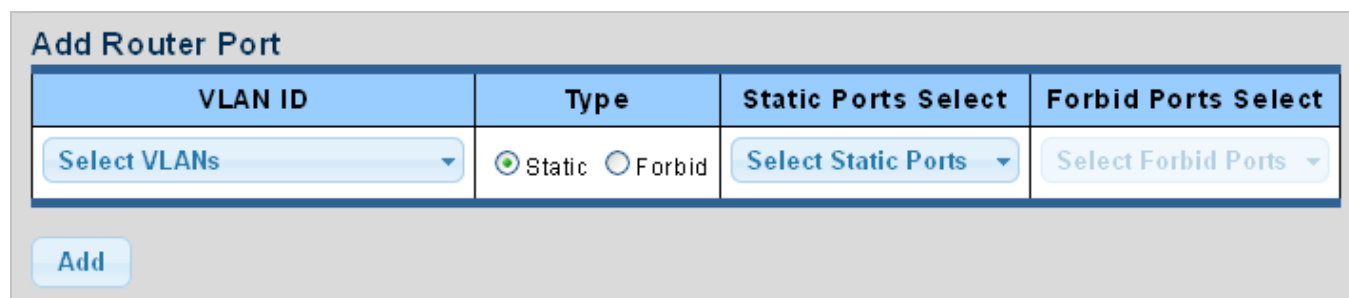 Add Router Port
VLAN ID Type Static Ports Select Forbid Ports Select
Select VLANs Static Forbid Select Static Ports Select Forbid Ports
Add